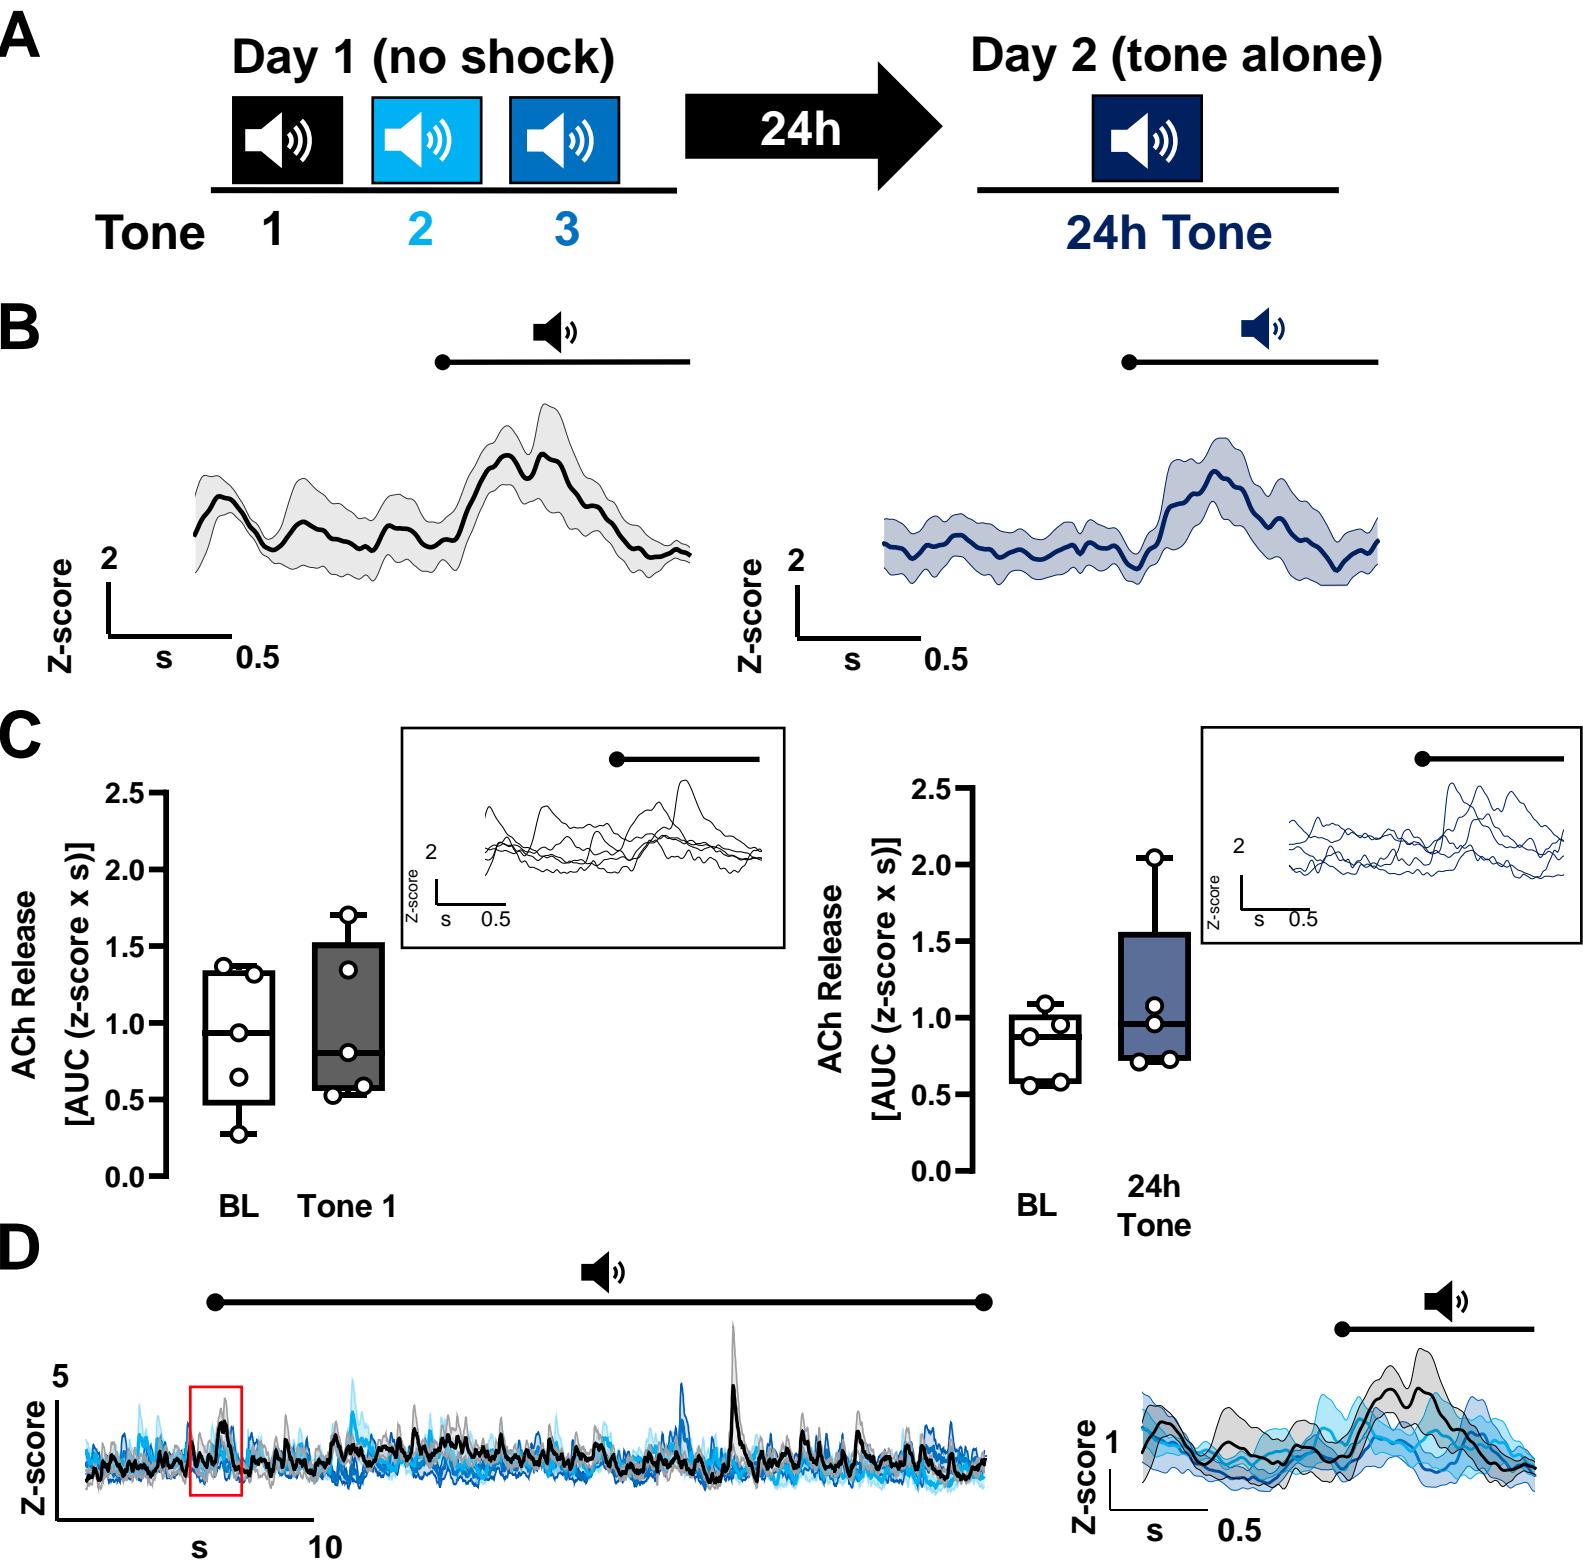 A
Day 1 (no shock)
Day 2 (tone alone)
24h
Tone 1 2 3
24h Tone
B
2
Z-score
s 0.5
2
Z-score
s 0.5
C
ACh Release
[AUC (z-score x s)]
2.5
2.0
1.5
1.0
0.5
0.0
BL Tone 1
2
Z-score
s 0.5
ACh Release
[AUC (z-score x s)]
2.5
2.0
1.5
1.0
0.5
0.0
BL
24h
Tone
2
Z-score
s 0.5
D
5
Z-score
s 10
1
Z-score
s 0.5